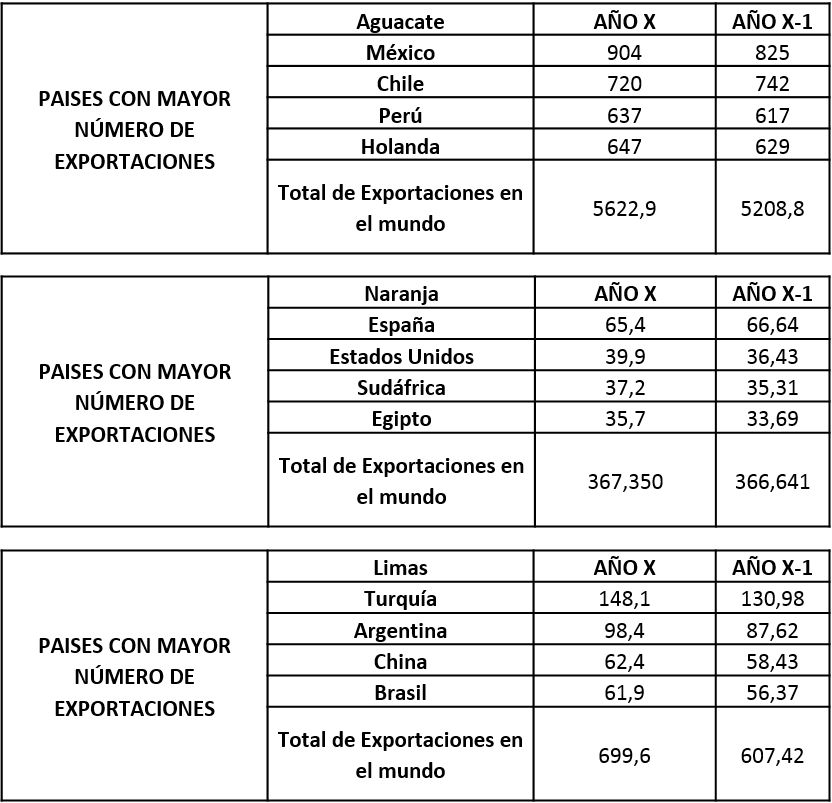 Aguacate AÑO X AÑO X-1
México 904 825
Chile 720 742
Perú 637 617
Holanda 647 629
PAISES CON MAYOR
NÚMERO DE
EXPORTACIONES
Total de Exportaciones en
el mundo
5622,9 5208,8
Naranja AÑO X AÑO X-1
España 65,4 66,64
Estados Unidos 39,9 36,43
Sudáfrica 37,2 35,31
Egipto 35,7 33,69
PAISES CON MAYOR
NÚMERO DE
EXPORTACIONES
Total de Exportaciones en
el mundo
367,350 366,641
Limas AÑO X AÑO X-1
Turquía 148,1 130,98
Argentina 98,4 87,62
China 62,4 58,43
Brasil 61,9 56,37
PAISES CON MAYOR
NÚMERO DE
EXPORTACIONES
Total de Exportaciones en
el mundo
699,6 607,42